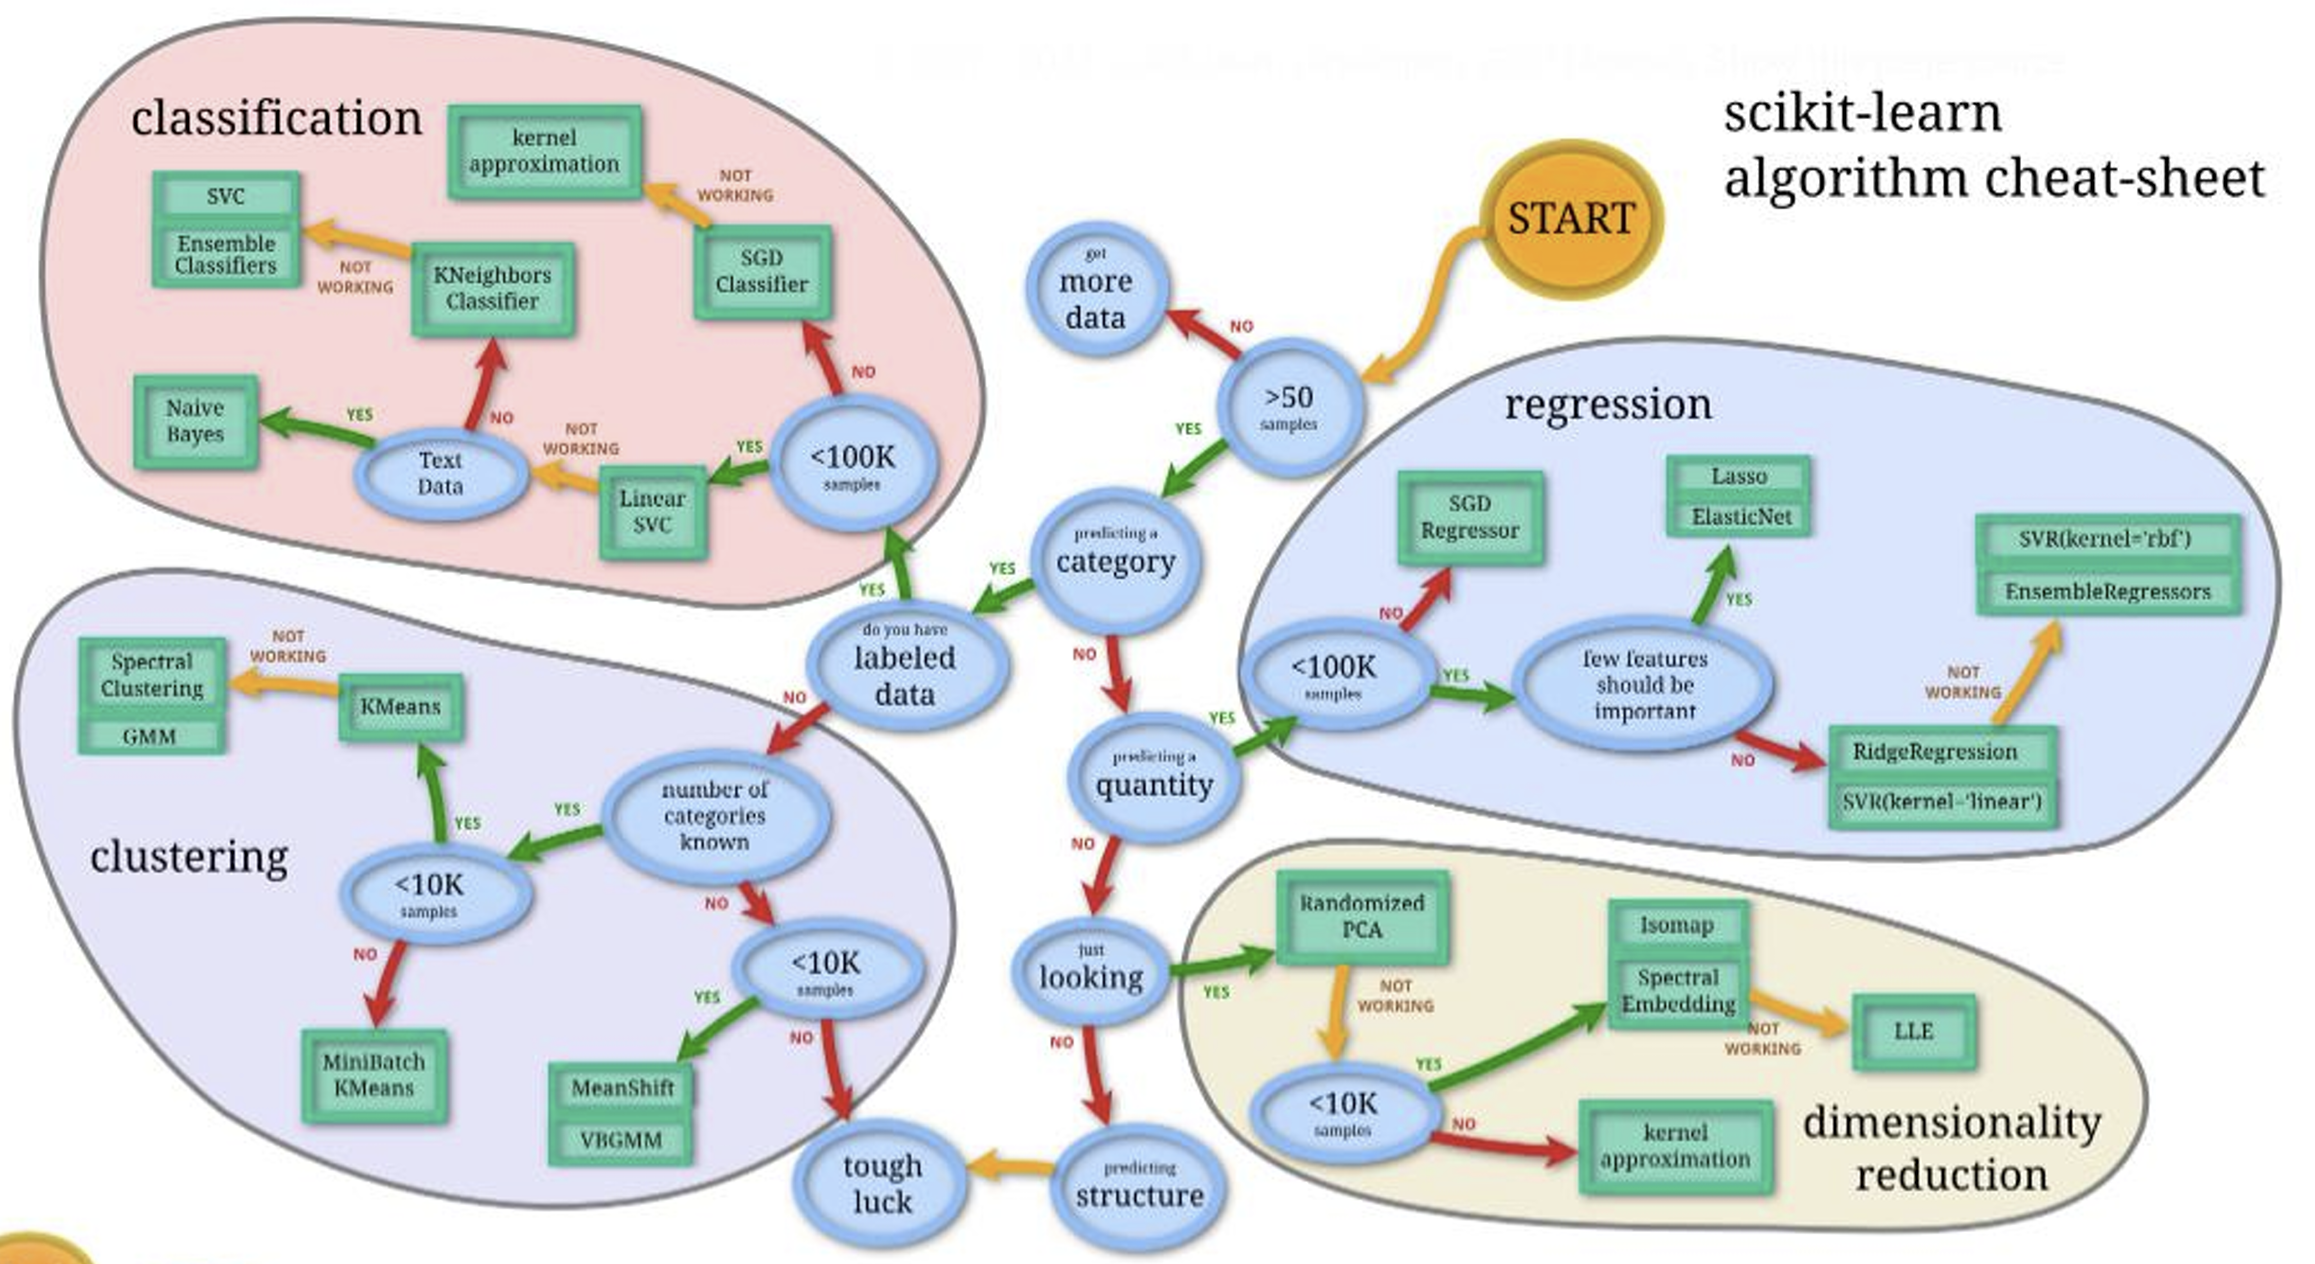 scikit-learn
algorithm cheat-sheet
START
>50
samples
NO
get
more
data
YES
predicting a
category
YES
do you have
labeled
data
NO
predicting a
quantity
YES
NO
just
looking
YES
NO
predicting
structure
tough
luck
classification
YES
<100K
samples
NO
SGD
Classifier
NOT
WORKING
kernel
approximation
YES
Linear
SVC
NOT
WORKING
Text
Data
YES
Naive
Bayes
NO
KNeighbors
Classifier
NOT
WORKING
SVC
Ensemble
Classifiers
clustering
NO
number of
categories
known
YES
<10K
samples
YES
KMeans
NOT
WORKING
Spectral
Clustering
GMM
NO
MiniBatch
KMeans
NO
<10K
samples
YES
MeanShift
VBGMM
NO
regression
<100K
samples
NO
SGD
Regressor
YES
few features
should be
important
YES
Lasso
ElasticNet
NO
RidgeRegression
SVR(kernel='linear')
NOT
WORKING
SVR(kernel='rbf')
EnsembleRegressors
dimensionality
reduction
Randomized
PCA
NOT
WORKING
<10K
samples
YES
Isomap
Spectral
Embedding
NOT
WORKING
LLE
NO
kernel
approximation